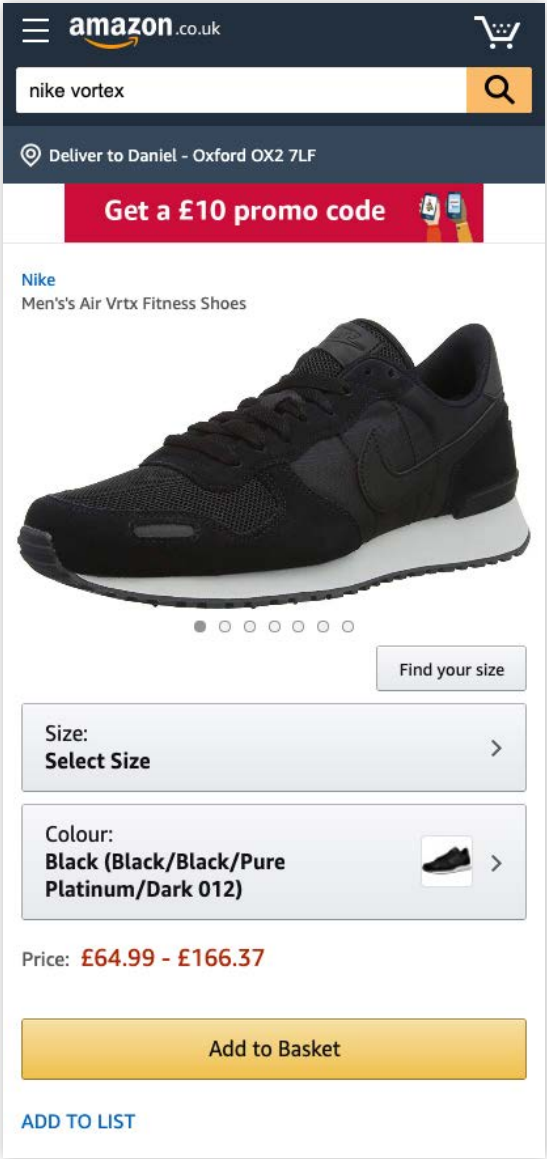 amazon.co.uk
nike vortex
Deliver to Daniel - Oxford OX2 7LF
Get a £10 promo code
Nike
Men's's Air Vrtx Fitness Shoes
Find your size
Size:
Select Size
Colour:
Black (Black/Black/Pure
Platinum/Dark 012)
Price: £64.99 - £166.37
Add to Basket
ADD TO LIST